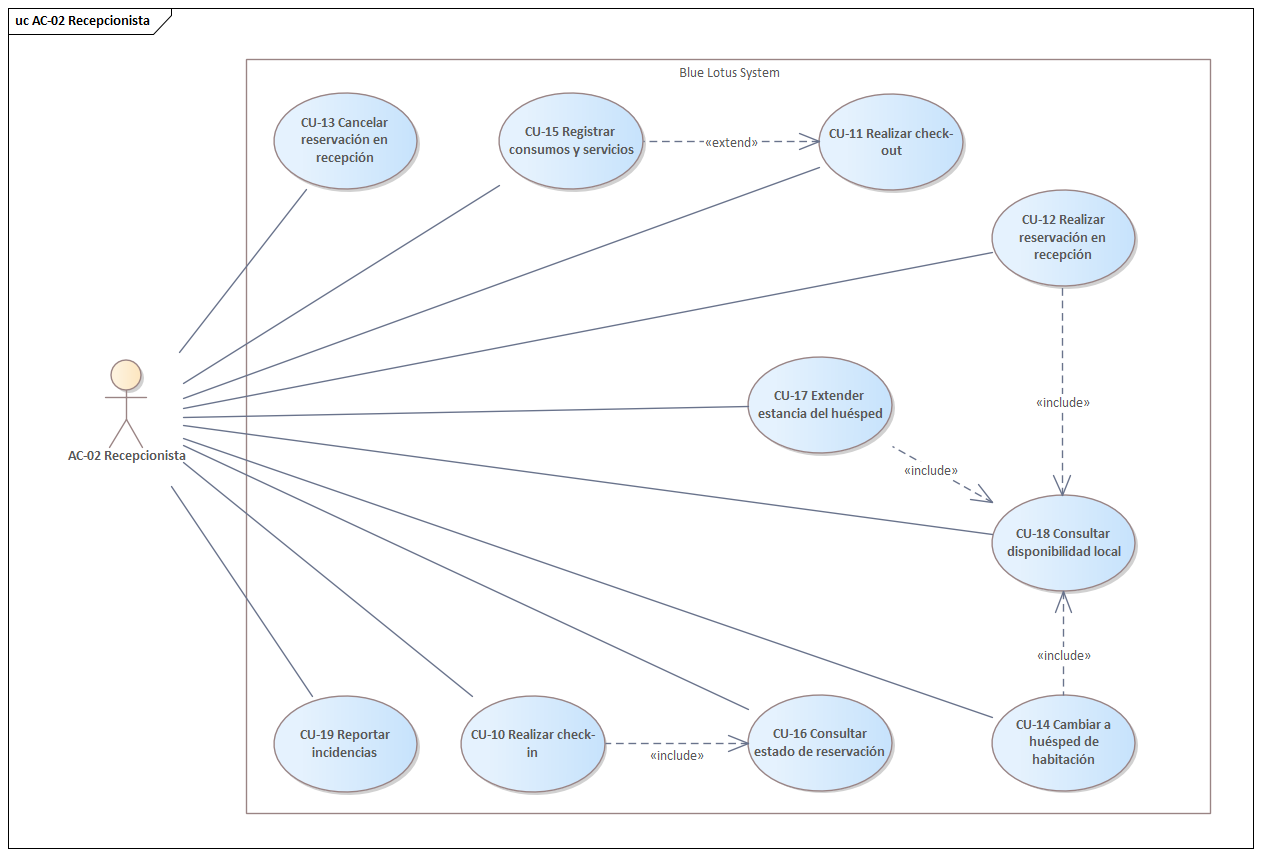 uc AC-02 Recepcionista
Blue Lotus System
CU-13 Cancelar
reservación en
recepción
CU-15 Registrar
consumos y servicios
«extend»
CU-11 Realizar check-
out
CU-12 Realizar
reservación en
recepción
«include»
CU-17 Extender
estancia del huésped
«include»
AC-02 Recepcionista
CU-18 Consultar
disponibilidad local
«include»
CU-19 Reportar
incidencias
CU-10 Realizar check-
in
«include»
CU-16 Consultar
estado de reservación
CU-14 Cambiar a
huésped de
habitación